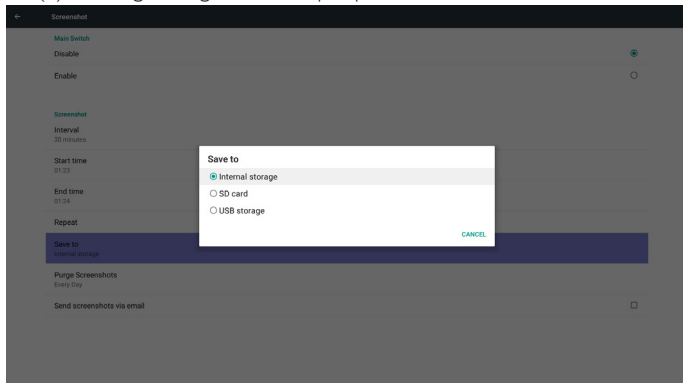 ← Screenshot
Main Switch
Disable
Enable
Screenshot
Interval
30 minutes
Start time
01:23
End time
01:24
Repeat
Save to
Internal storage
Purge Screenshots
Every Day
Send screenshots via email
Save to
Internal storage
SD card
USB storage
CANCEL